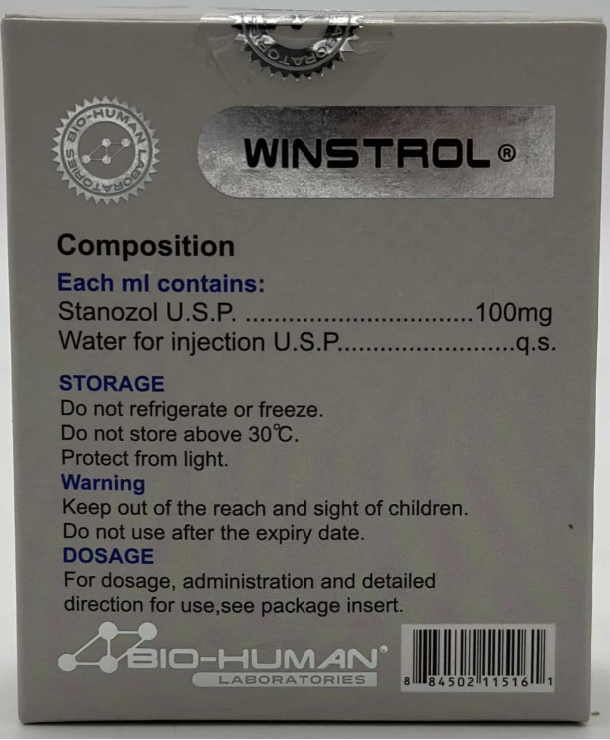 LABORATORIES
BIO-HUMAN LABORATORIES
WINSTROL®
Composition
Each ml contains:
Stanozol U.S.P. ................................100mg
Water for injection U.S.P.........................q.s.
STORAGE
Do not refrigerate or freeze.
Do not store above 30℃.
Protect from light.
Warning
Keep out of the reach and sight of children.
Do not use after the expiry date.
DOSAGE
For dosage, administration and detailed
direction for use,see package insert.
BIO-HUMAN®
LABORATORIES
8 84502 11516 1